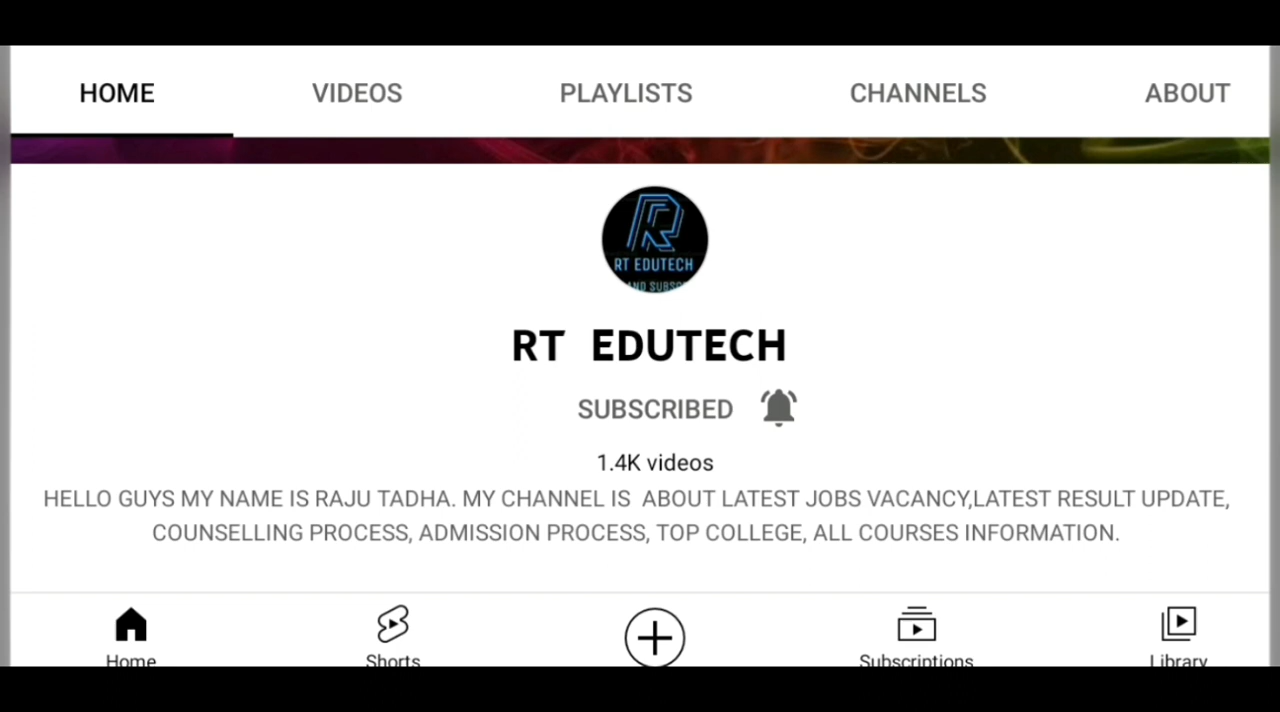 HOME VIDEOS PLAYLISTS CHANNELS ABOUT
RT EDUTECH
AND SUBSC
RT EDUTECH
SUBSCRIBED
1.4K videos
HELLO GUYS MY NAME IS RAJU TADHA. MY CHANNEL IS ABOUT LATEST JOBS VACANCY,LATEST RESULT UPDATE,
COUNSELLING PROCESS, ADMISSION PROCESS, TOP COLLEGE, ALL COURSES INFORMATION.
Home Shorts Subscriptions Library